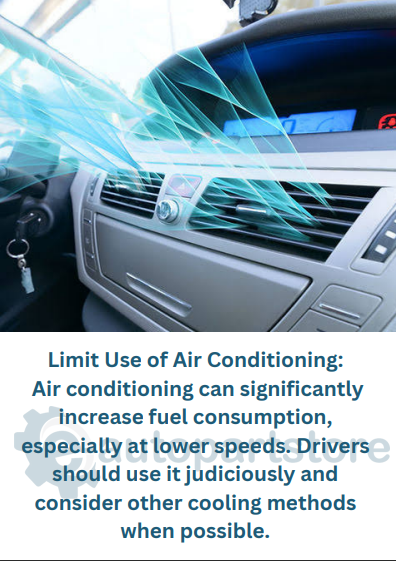 Limit Use of Air Conditioning:
Air conditioning can significantly
increase fuel consumption,
especially at lower speeds. Drivers
should use it judiciously and
consider other cooling methods
when possible.
autopartstore